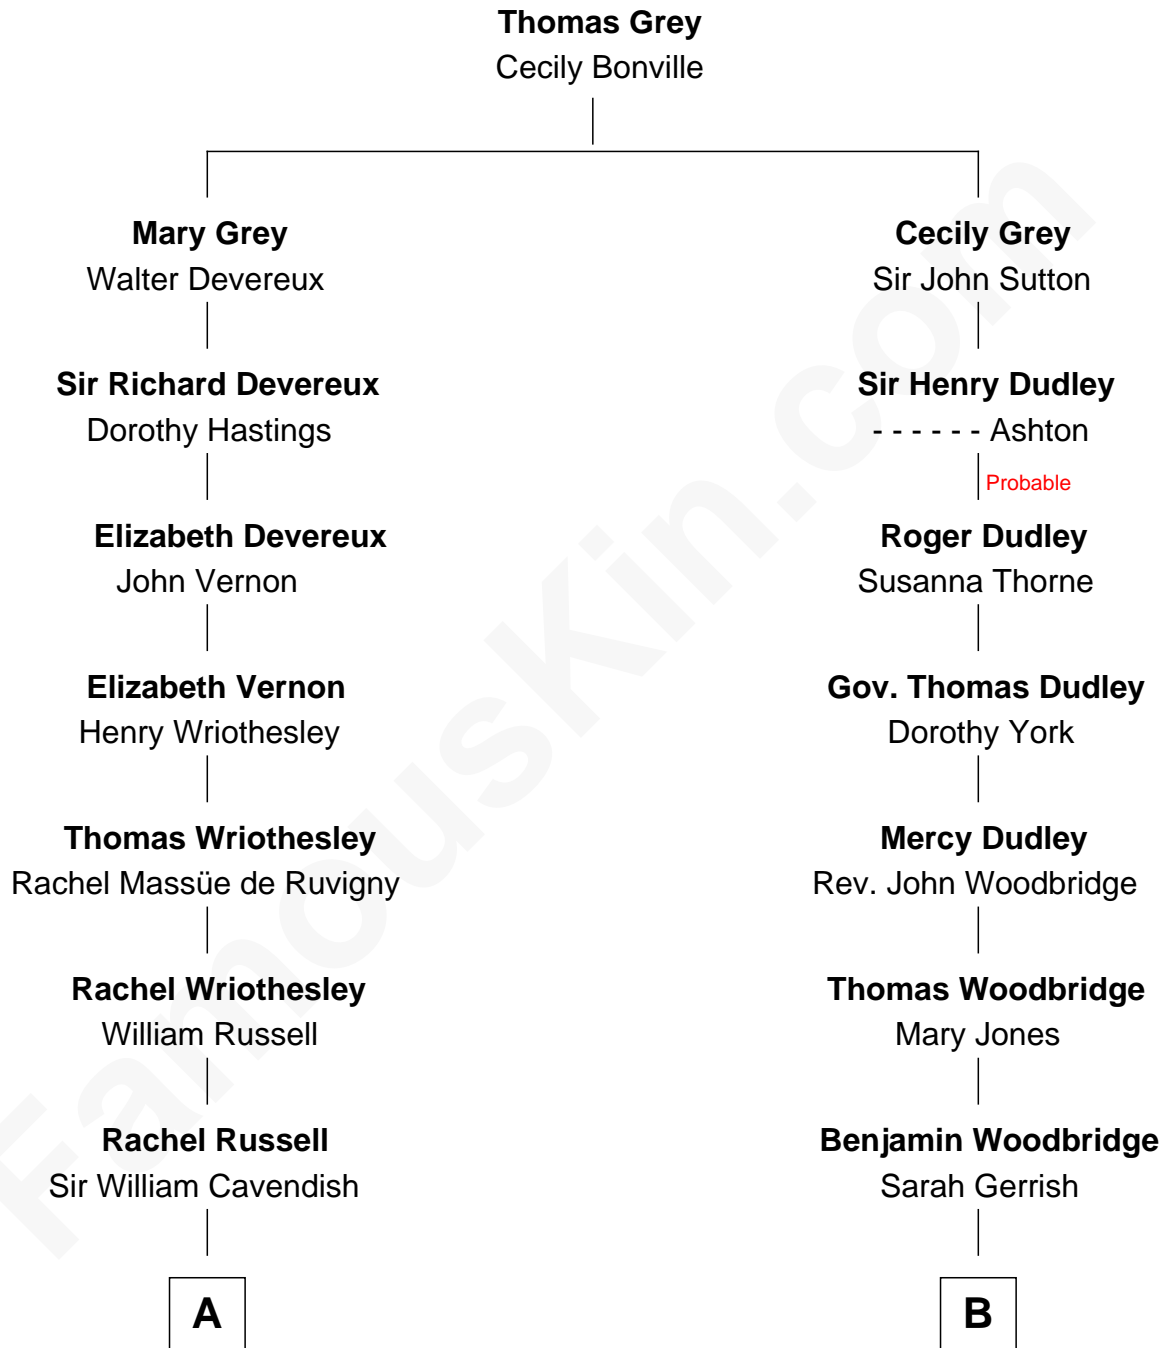 Thomas Grey
Cecily Bonville
Mary Grey
Walter Devereux
Cecily Grey
Sir John Sutton
Sir Richard Devereux
Dorothy Hastings
Sir Henry Dudley
- - - - - - Ashton
Probable
Elizabeth Devereux
John Vernon
Roger Dudley
Susanna Thorne
Elizabeth Vernon
Henry Wriothesley
Gov. Thomas Dudley
Dorothy York
Thomas Wriothesley
Rachel Massüe de Ruvigny
Mercy Dudley
Rev. John Woodbridge
Rachel Wriothesley
William Russell
Thomas Woodbridge
Mary Jones
Rachel Russell
Sir William Cavendish
Benjamin Woodbridge
Sarah Gerrish
A
B
FamousKin.com